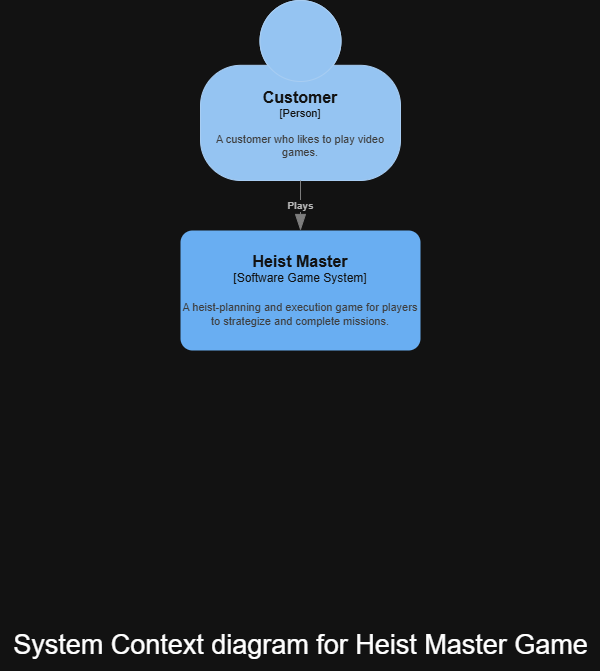 Customer
[Person]
A customer who likes to play video
games.
Plays
Heist Master
[Software Game System]
A heist-planning and execution game for players
to strategize and complete missions.
System Context diagram for Heist Master Game